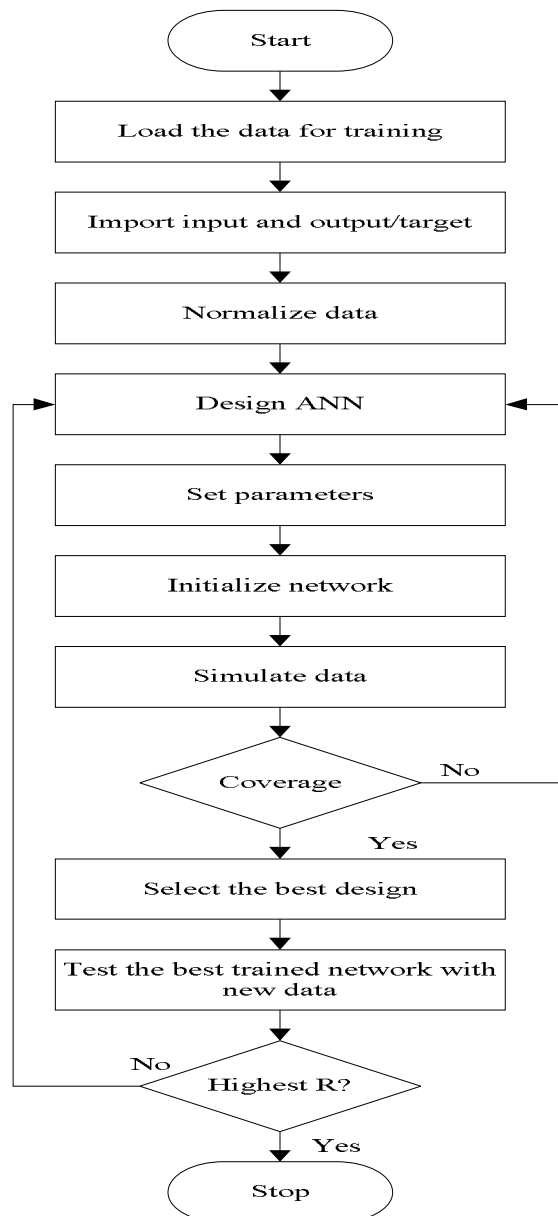 Start
Load the data for training
Import input and output/target
Normalize data
Design ANN
Set parameters
Initialize network
Simulate data
Coverage
No
Yes
Select the best design
Test the best trained network with
new data
No
Highest R?
Yes
Stop